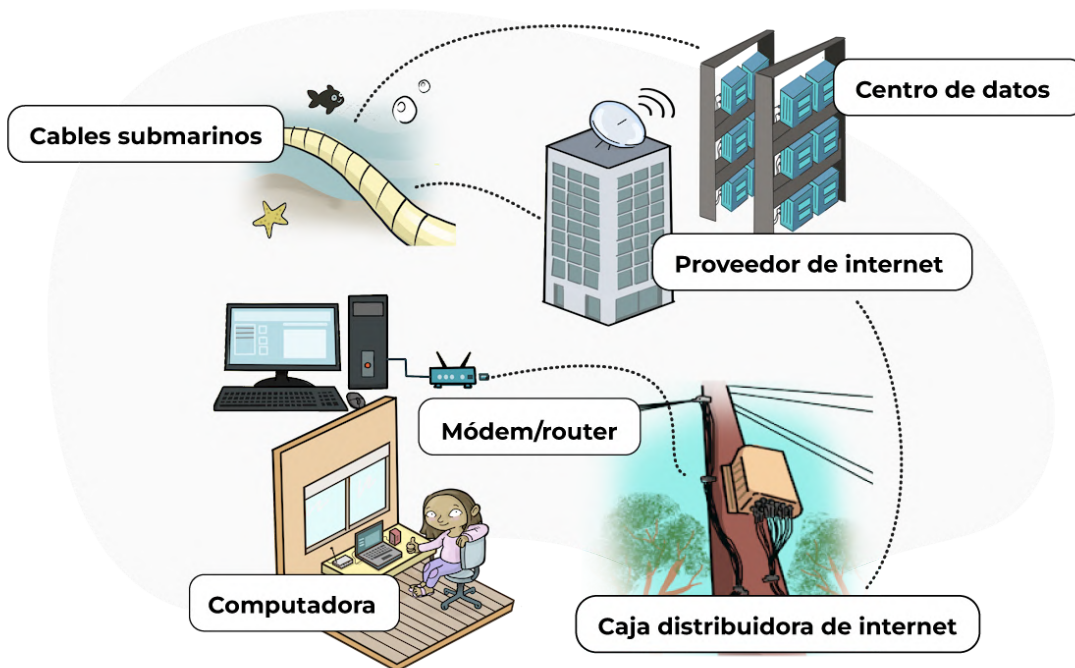 Centro de datos
Cables submarinos
Proveedor de internet
Módem/router
Computadora
Caja distribuidora de internet